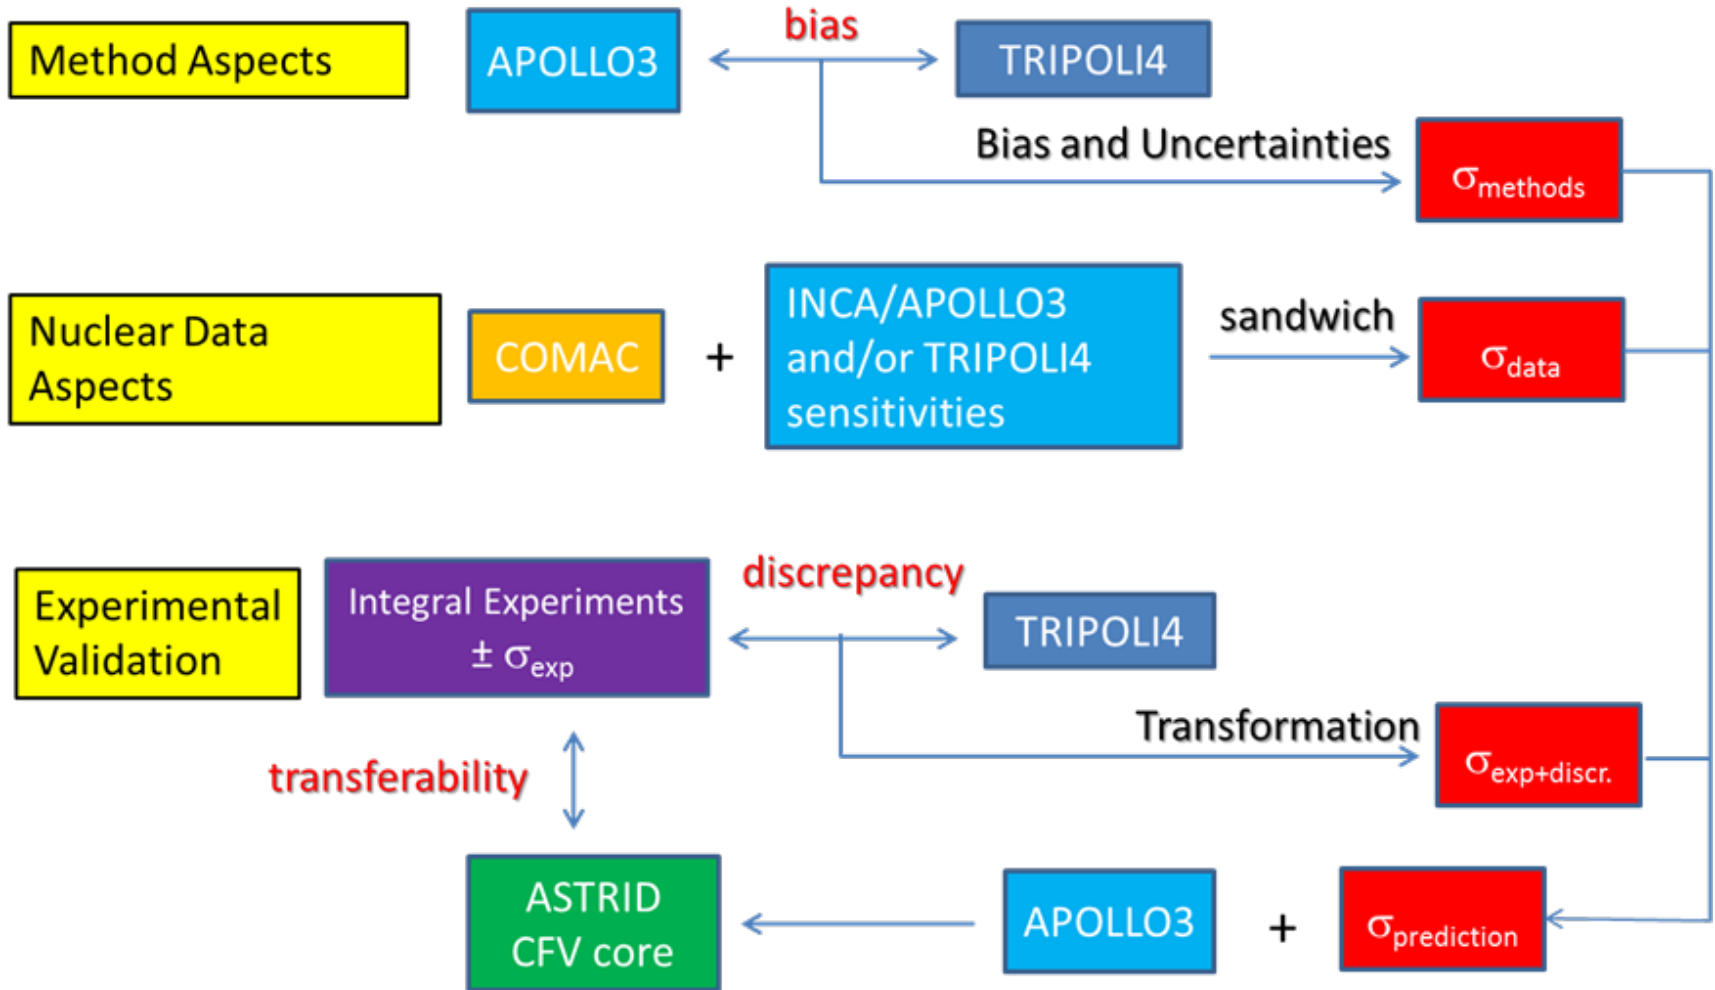 bias
Method Aspects
APOLLO3
TRIPOLI4
Bias and Uncertainties
σmethods
Nuclear Data
Aspects
COMAC
+
INCA/APOLLO3
and/or TRIPOLI4
sensitivities
sandwich
σdata
Experimental
Validation
Integral Experiments
± σexp
discrepancy
TRIPOLI4
Transformation
σexp+discr.
transferability
ASTRID
CFV core
APOLLO3
+
σprediction